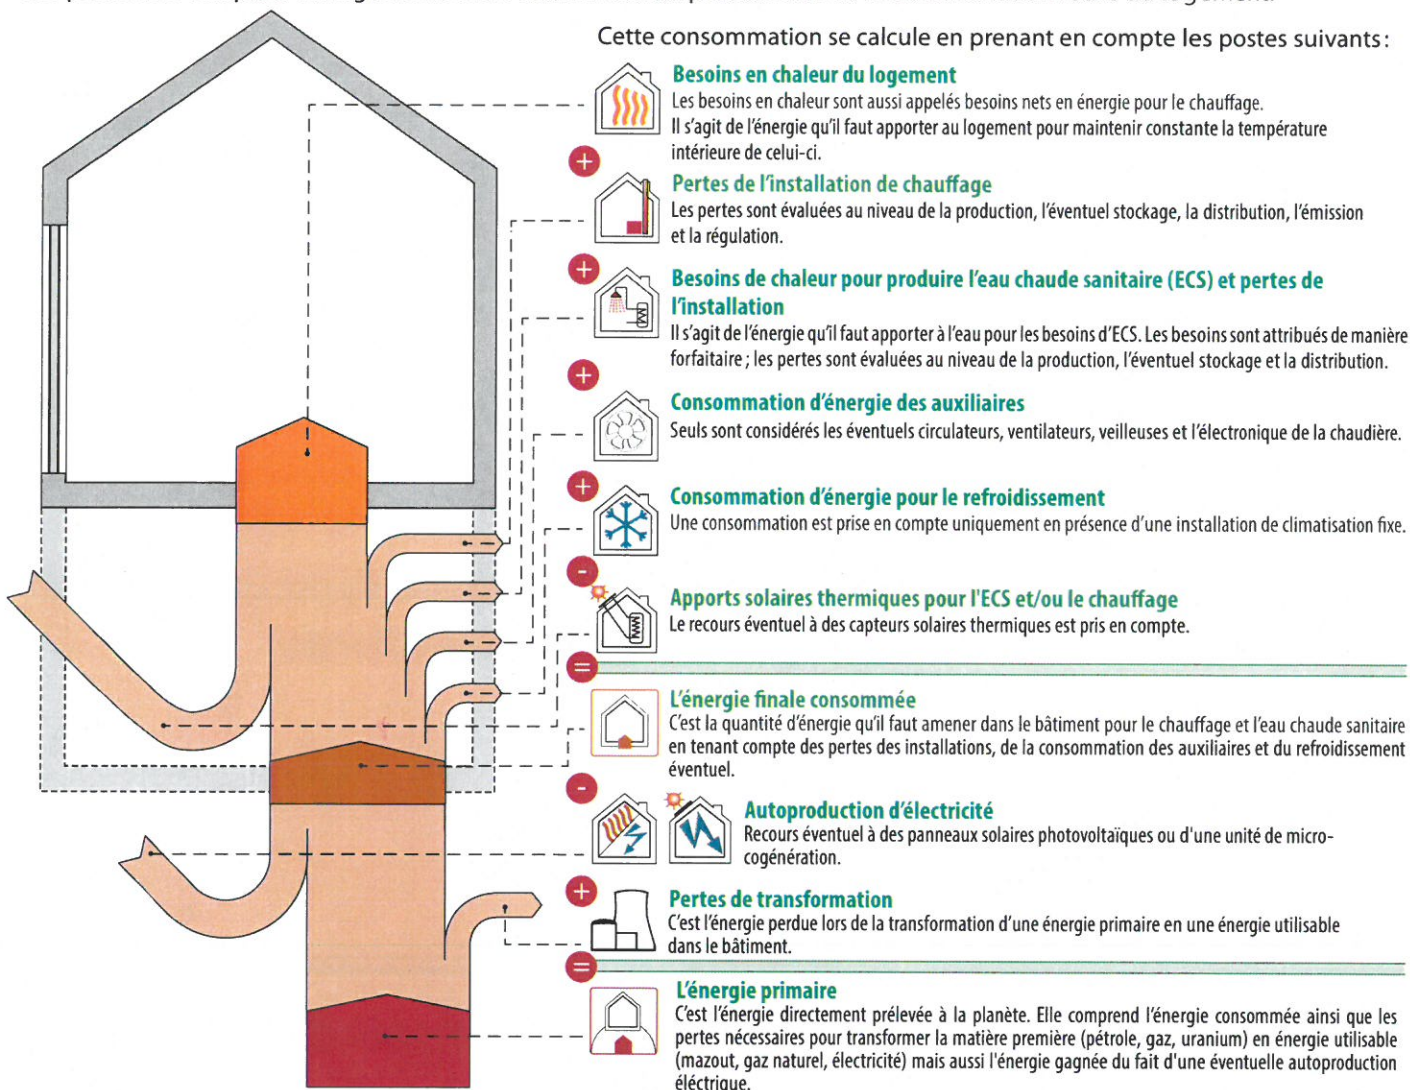 Cette consommation se calcule en prenant en compte les postes suivants :
Besoins en chaleur du logement
Les besoins en chaleur sont aussi appelés besoins nets en énergie pour le chauffage.
Il s'agit de l'énergie qu'il faut apporter au logement pour maintenir constante la température
intérieure de celui-ci.
+
Pertes de l'installation de chauffage
Les pertes sont évaluées au niveau de la production, l'éventuel stockage, la distribution, l'émission
et la régulation.
+
Besoins de chaleur pour produire l'eau chaude sanitaire (ECS) et pertes de
l'installation
Il s'agit de l'énergie qu'il faut apporter à l'eau pour les besoins d'ECS. Les besoins sont attribués de manière
forfaitaire ; les pertes sont évaluées au niveau de la production, l'éventuel stockage et la distribution.
+
Consommation d'énergie des auxiliaires
Seuls sont considérés les éventuels circulateurs, ventilateurs, veilleuses et l'électronique de la chaudière.
+
Consommation d'énergie pour le refroidissement
Une consommation est prise en compte uniquement en présence d'une installation de climatisation fixe.
-
Apports solaires thermiques pour l'ECS et/ou le chauffage
Le recours éventuel à des capteurs solaires thermiques est pris en compte.
=
L'énergie finale consommée
C'est la quantité d'énergie qu'il faut amener dans le bâtiment pour le chauffage et l'eau chaude sanitaire
en tenant compte des pertes des installations, de la consommation des auxiliaires et du refroidissement
éventuel.
-
Autoproduction d'électricité
Recours éventuel à des panneaux solaires photovoltaïques ou d'une unité de micro-
cogénération.
+
Pertes de transformation
C'est l'énergie perdue lors de la transformation d'une énergie primaire en une énergie utilisable
dans le bâtiment.
=
L'énergie primaire
C'est l'énergie directement prélevée à la planète. Elle comprend l'énergie consommée ainsi que les
pertes nécessaires pour transformer la matière première (pétrole, gaz, uranium) en énergie utilisable
(mazout, gaz naturel, électricité) mais aussi l'énergie gagnée du fait d'une éventuelle autoproduction
éléctrique.